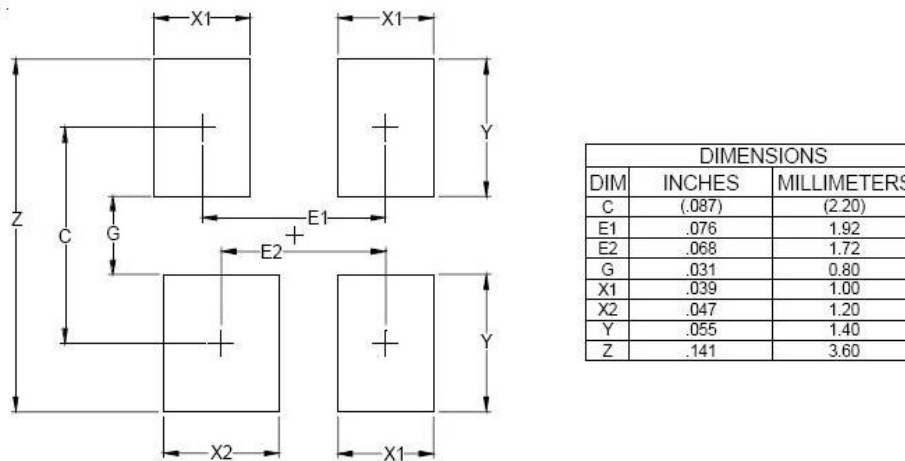 X1 X1
Y
Z C G E1
E2
Y
X2 X1
DIMENSIONS
DIM INCHES MILLIMETERS
C (.087) (2.20)
E1 .076 1.92
E2 .068 1.72
G .031 0.80
X1 .039 1.00
X2 .047 1.20
Y .055 1.40
Z .141 3.60